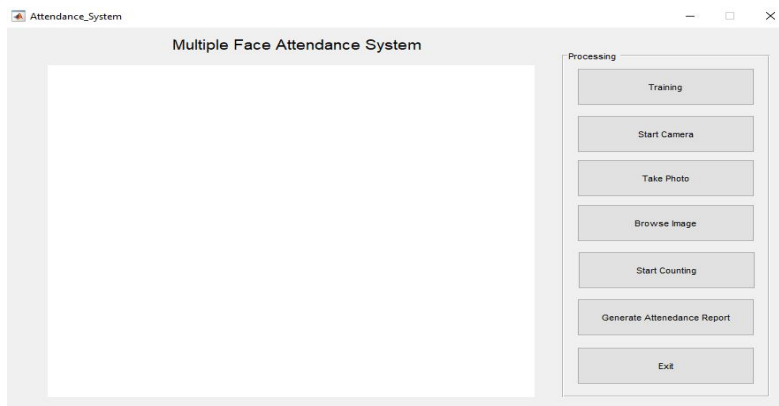 Attendance_System
Multiple Face Attendance System
Processing
Training
Start Camera
Take Photo
Browse Image
Start Counting
Generate Attenedance Report
Exit